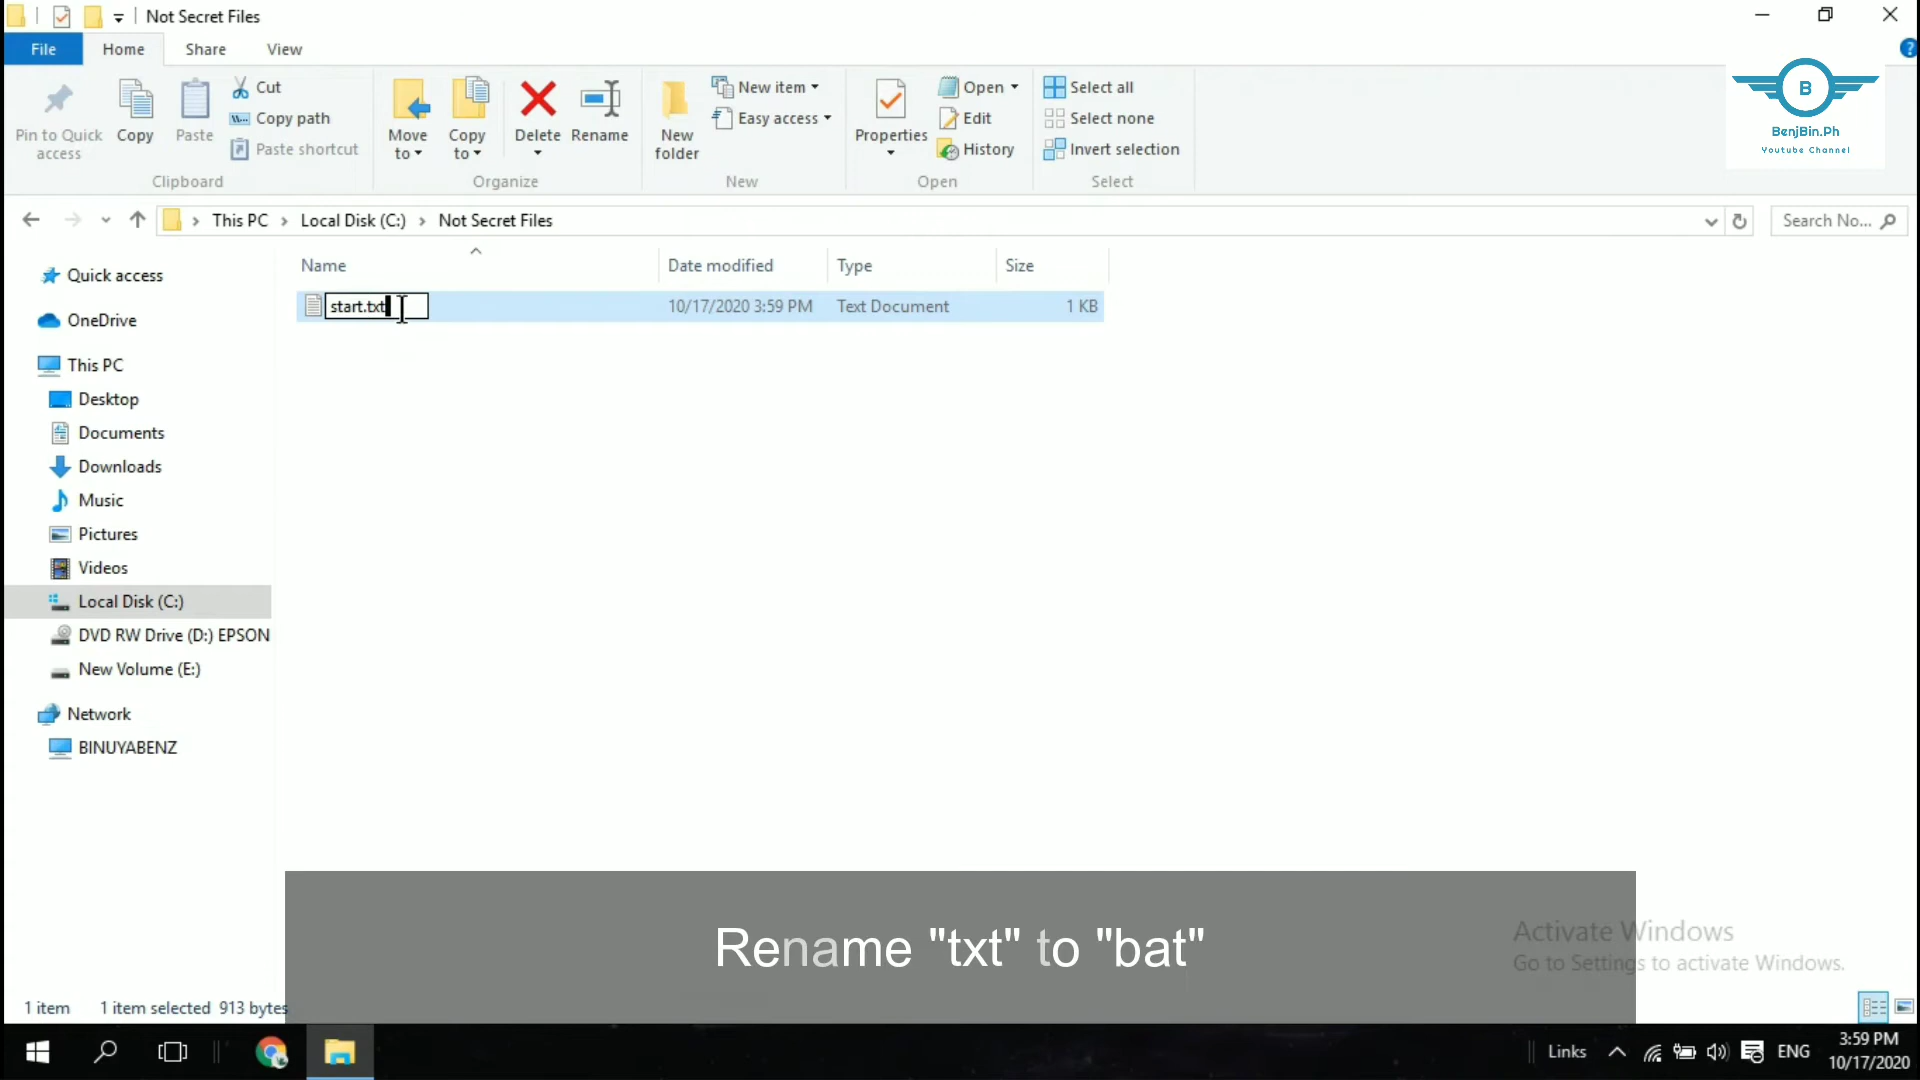 Not Secret Files
File
Home
Share
View
Pin to Quick access
Copy
Paste
Cut
Copy path
Paste shortcut
Clipboard
Move to
Copy to
Delete
Rename
Organize
New folder
New item
Easy access
New
Properties
Open
Edit
History
Open
Select all
Select none
Invert selection
Select
B
BenjBin.Ph
Youtube Channel
This PC
Local Disk (C:)
Not Secret Files
Search No...
Name
Date modified
Type
Size
start.txt
10/17/2020 3:59 PM
Text Document
1 KB
Quick access
OneDrive
This PC
Desktop
Documents
Downloads
Music
Pictures
Videos
Local Disk (C:)
DVD RW Drive (D:) EPSON
New Volume (E:)
Network
BINUYABENZ
Rename "txt" to "bat"
Activate Windows
Go to Settings to activate Windows.
1 item
1 item selected 913 bytes
Links
ENG
3:59 PM
10/17/2020